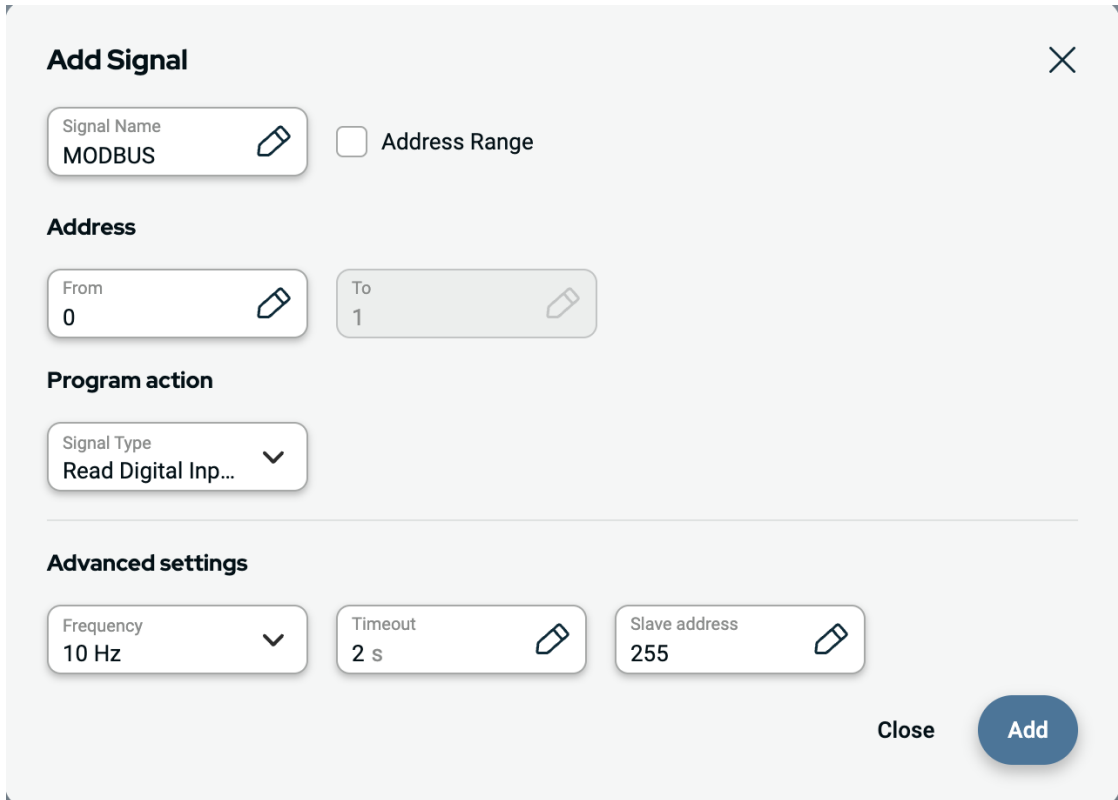 Add Signal
Signal Name
MODBUS
Address Range
Address
From
0
To
1
Program action
Signal Type
Read Digital Inp...
Advanced settings
Frequency
10 Hz
Timeout
2 s
Slave address
255
Close
Add